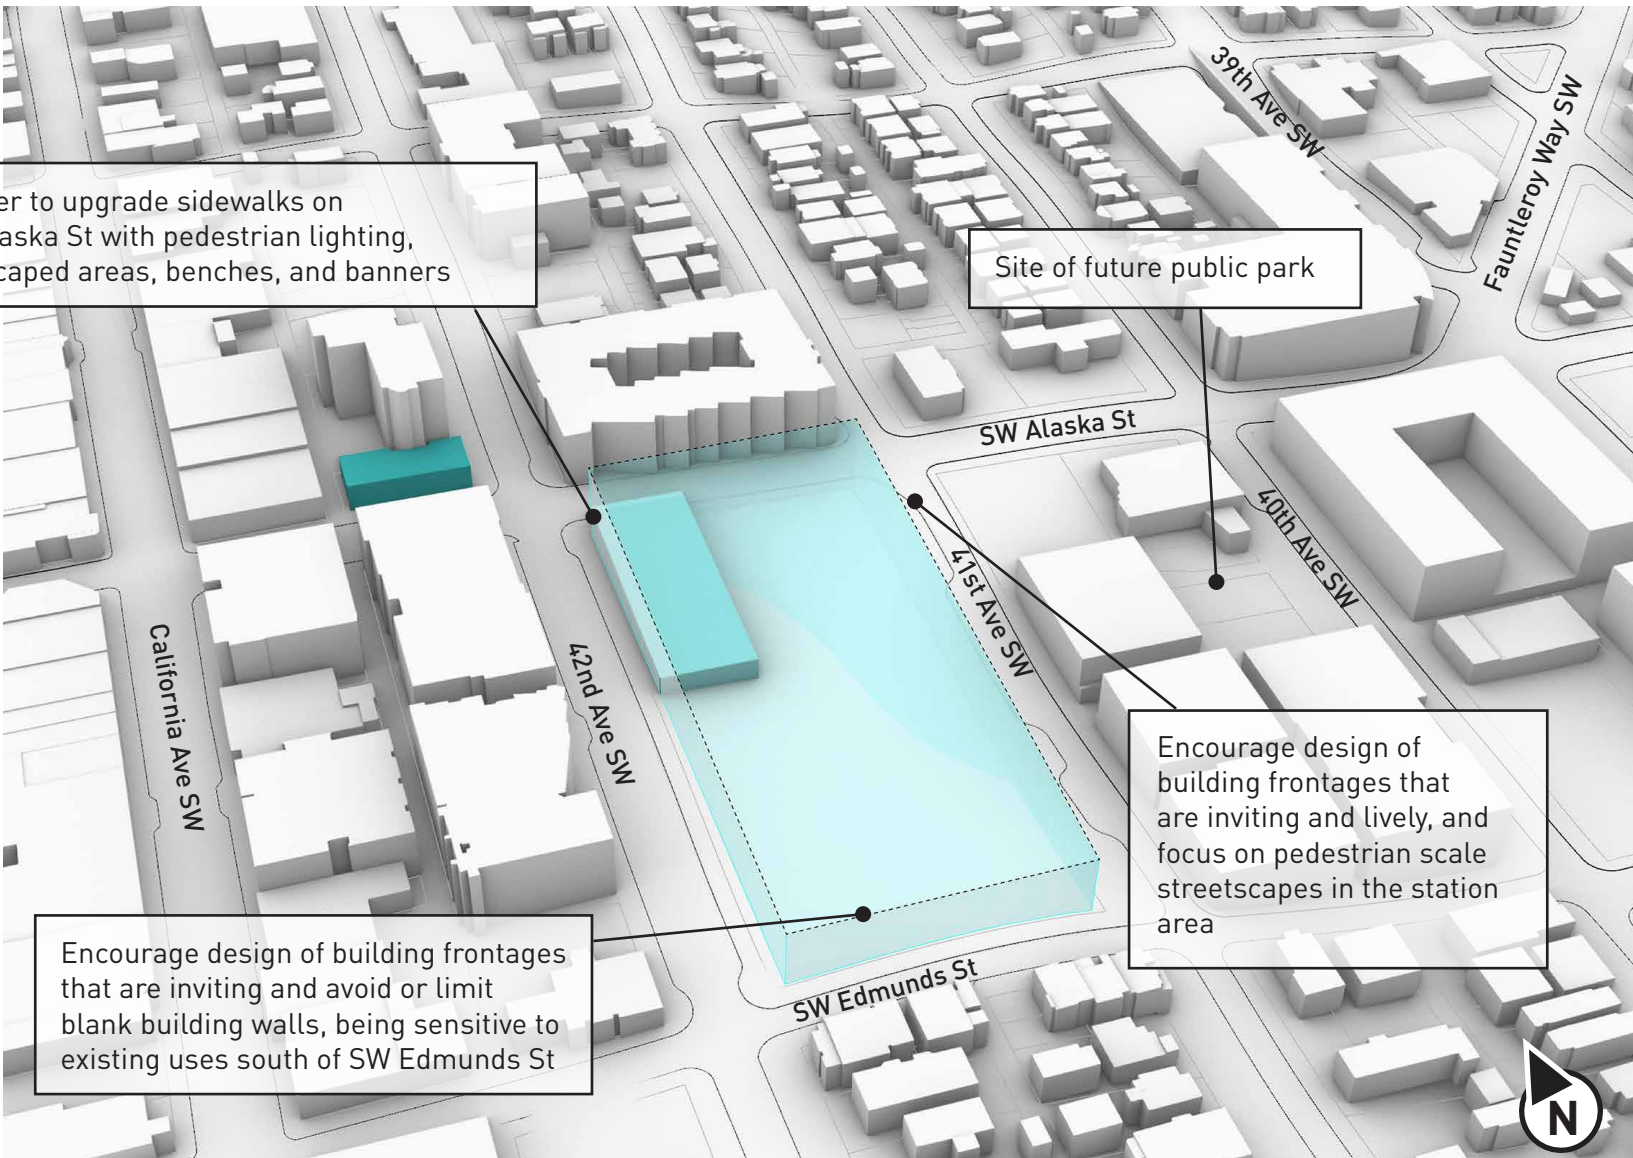 39th Ave SW
Fauntleroy Way SW
er to upgrade sidewalks on
aska St with pedestrian lighting,
caped areas, benches, and banners
Site of future public park
SW Alaska St
40th Ave SW
41st Ave SW
California Ave SW
42nd Ave SW
Encourage design of
building frontages that
are inviting and lively, and
focus on pedestrian scale
streetscapes in the station
area
Encourage design of building frontages
that are inviting and avoid or limit
blank building walls, being sensitive to
existing uses south of SW Edmunds St
SW Edmunds St
N